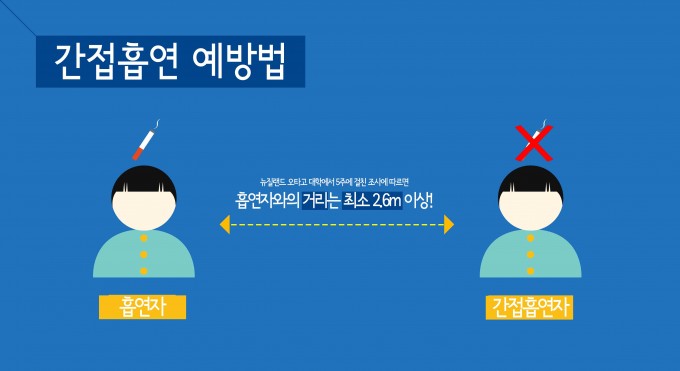 간접흡연 예방법
뉴질랜드 오타고 대학에서 5주에 걸친 조사에 따르면
흡연자와의 거리는 최소 2.6m 이상!
흡연자
간접흡연자